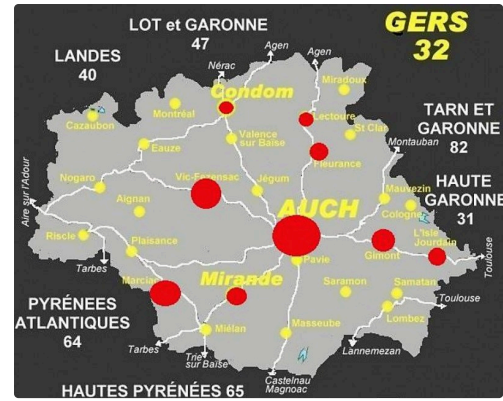 LOT et GARONNE
47
GERS
32
LANDES
40
Agen
Agen
Nérac
Condom
Miradoux
Montréal
Cazaubon
Lectoure
St Clar
TARN ET
GARONNE
82
Montauban
Valence
sur Baïse
Eauze
Fleurance
Vic-Fezensac
Jégum
Nogaro
Aignan
Mauvezin
Cologne
HAUTE
GARONNE
31
AUCH
Aire sur l'Adour
Riscle
Plaisance
L'Isle
Jourdain
Gimont
Pavie
Toulouse
Tarbes
Marciac
Mirande
Saramon
Samatan
Toulouse
Lombez
PYRÉNEES
ATLANTIQUES
64
Miélan
Masseube
Tarbes
Trie
sur Baïse
Lannemezan
Castelnau
Magnoac
HAUTES PYRÉNÉES 65